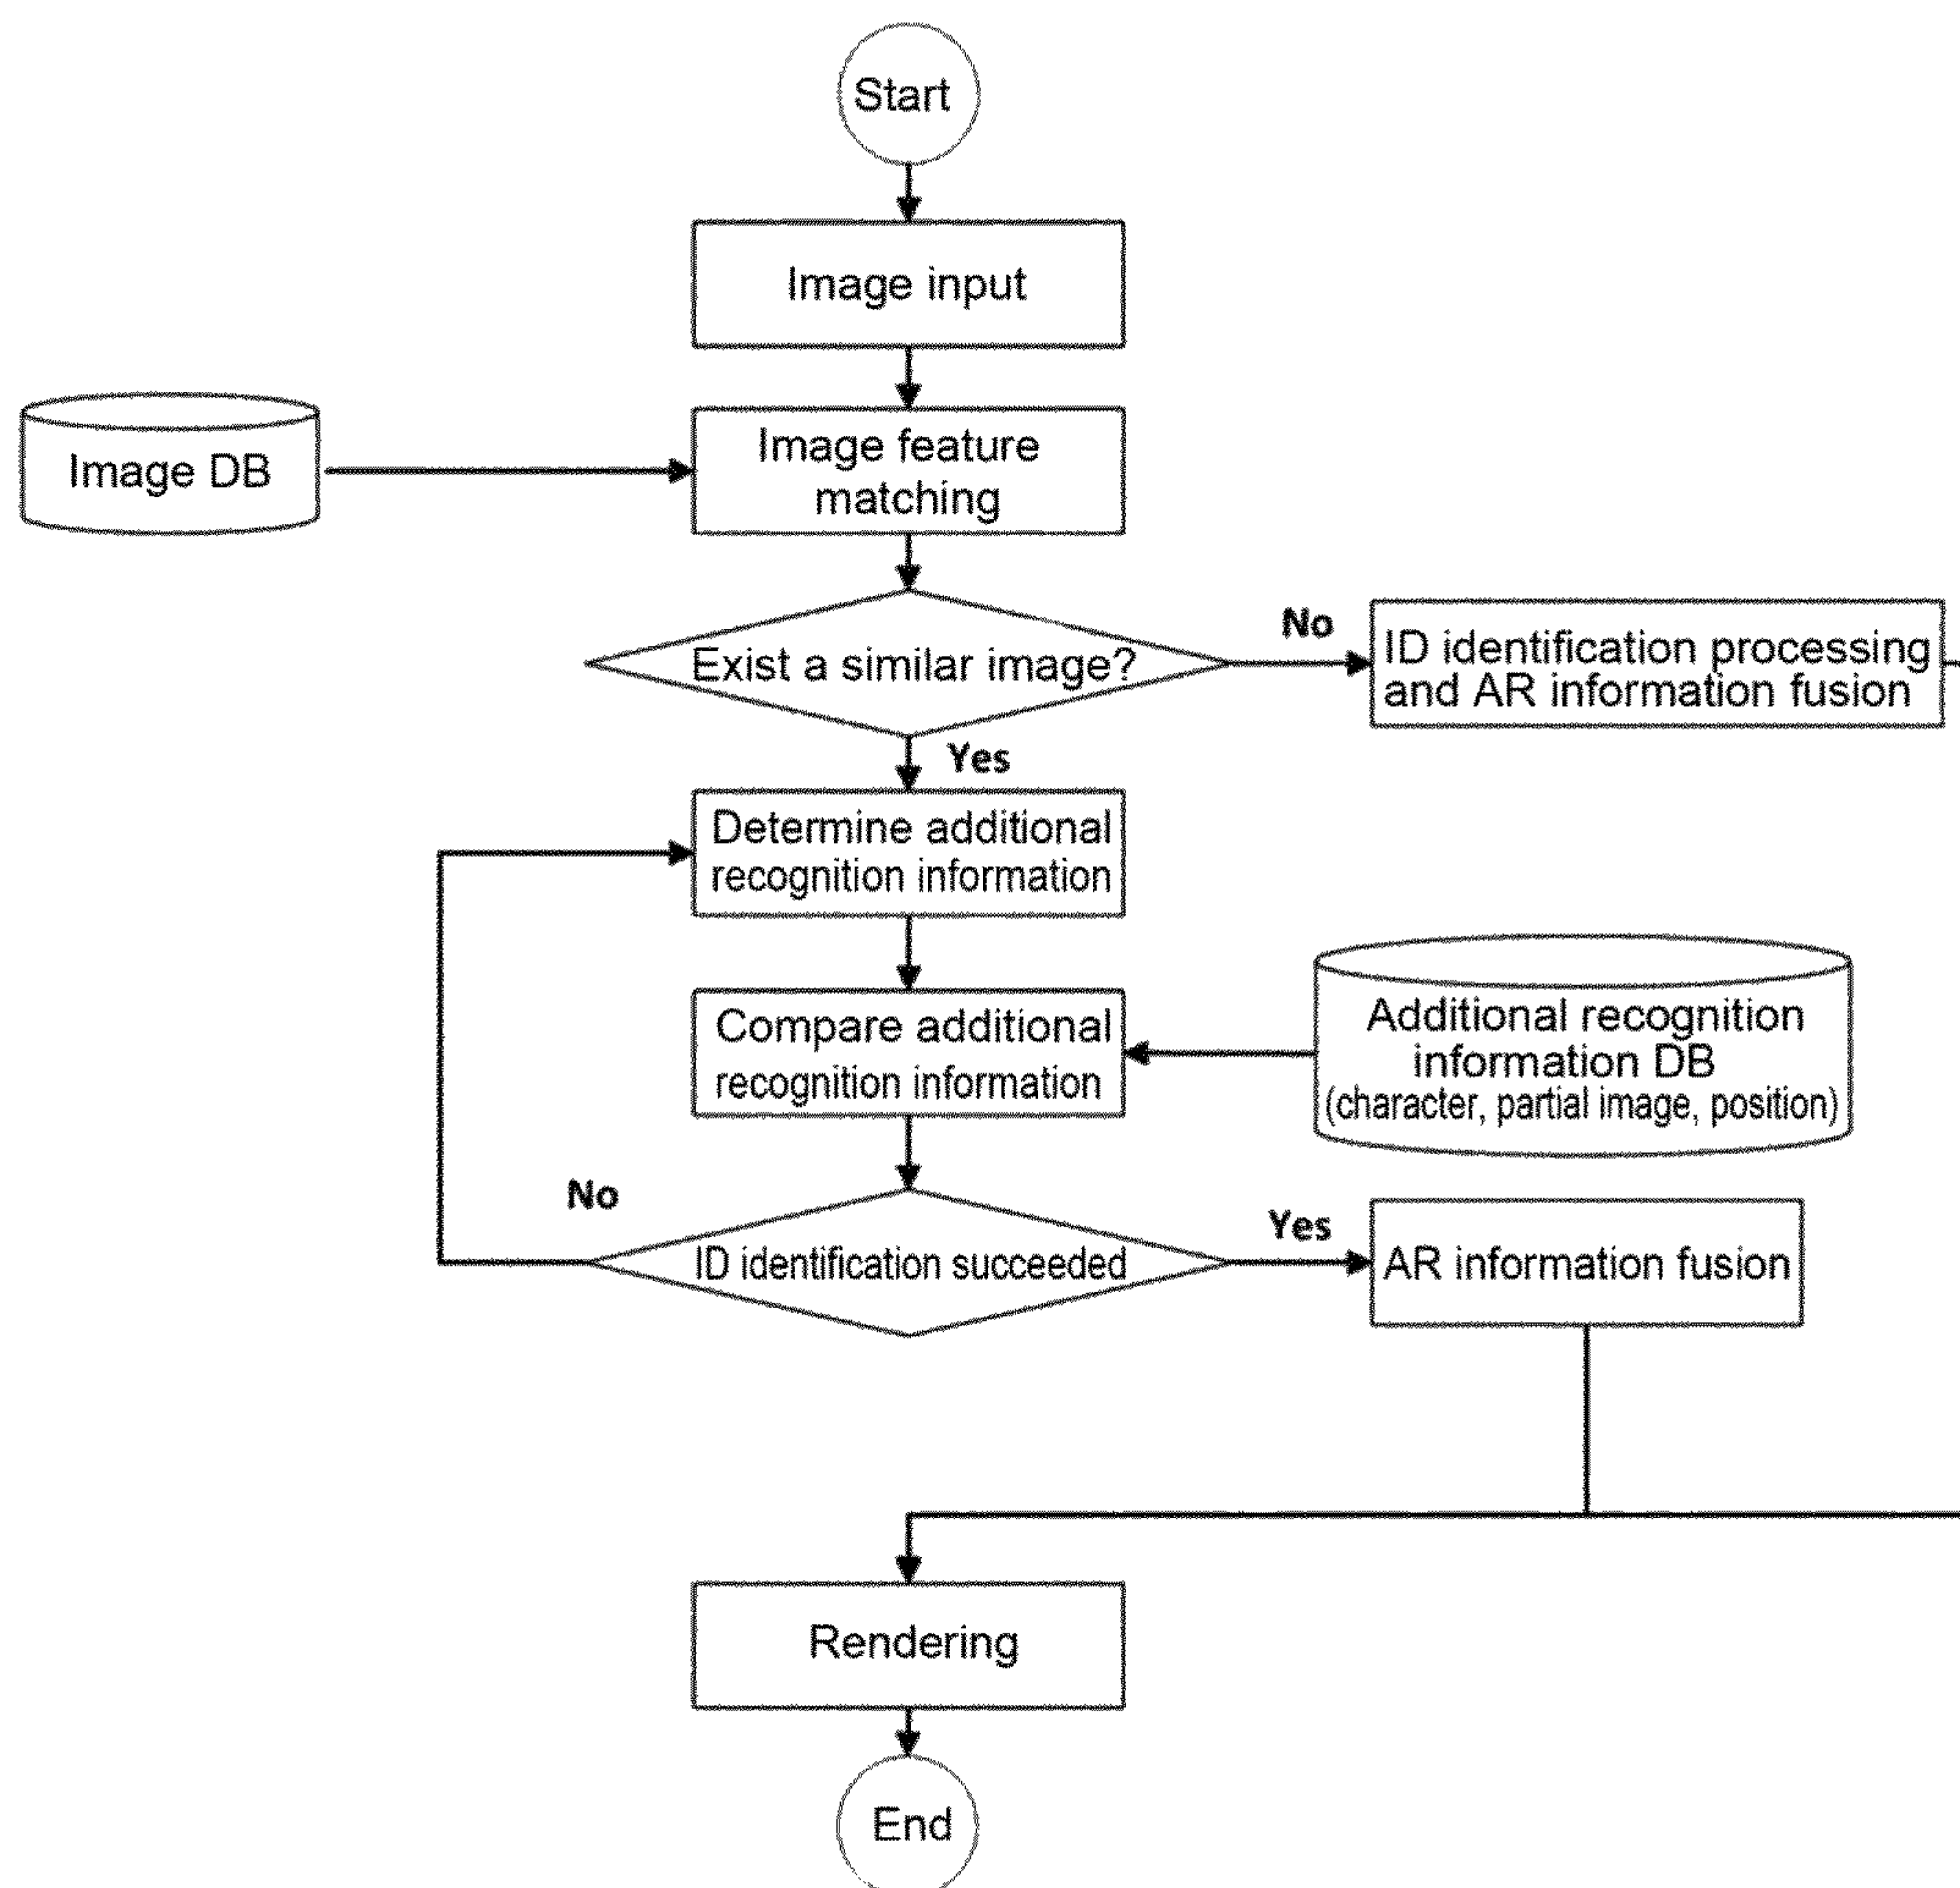 Start
Image input
Image DB
Image feature
matching
Exist a similar image?
No
ID identification processing
and AR information fusion
Yes
Determine additional
recognition information
Compare additional
recognition information
Additional recognition
information DB
(character, partial image, position)
No
ID identification succeeded
Yes
AR information fusion
Rendering
End